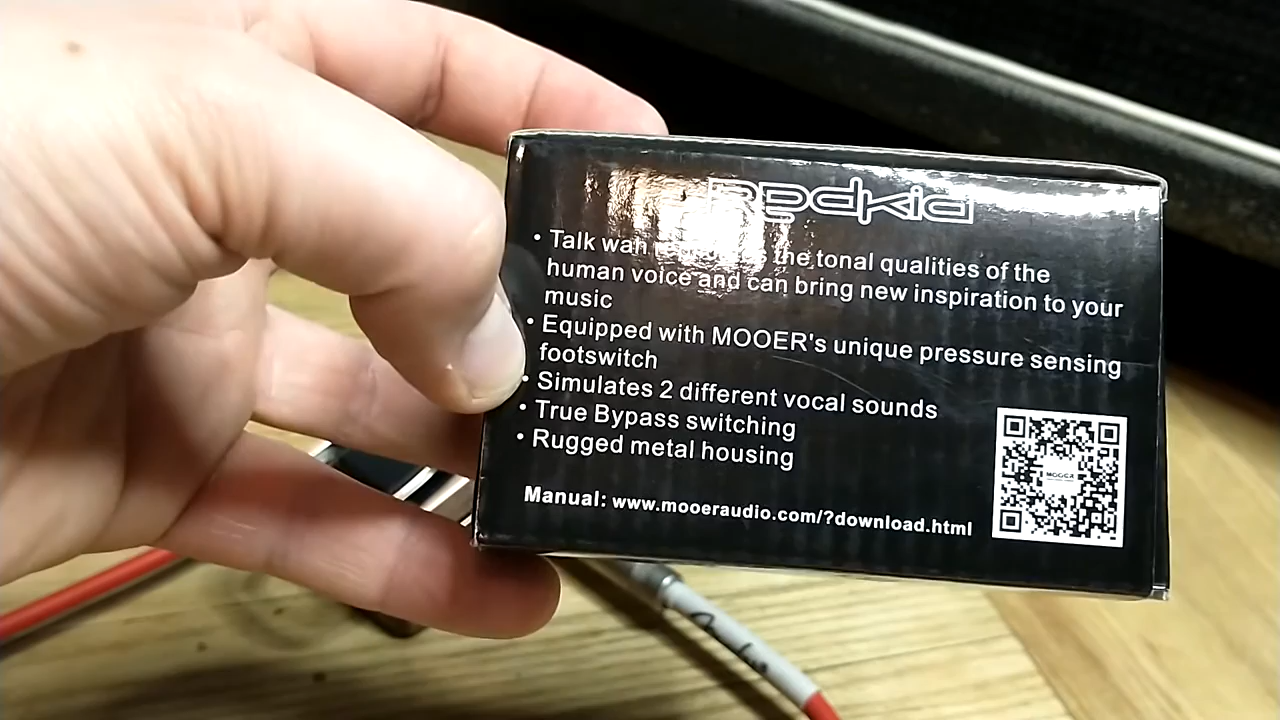 Redkid
• Talk wah the tonal qualities of the
human voice and can bring new inspiration to your
music
• Equipped with MOOER's unique pressure sensing
footswitch
• Simulates 2 different vocal sounds
• True Bypass switching
• Rugged metal housing
Manual: www.mooeraudio.com/?download.html
MOOER